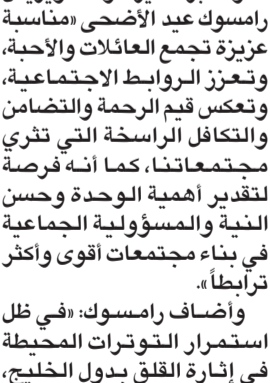 رامسوك عيد الأضحى «مناسبة
عزيزة تجمع العائلات والأحبة،
وتعزز الروابط الاجتماعية،
وتعكس قيم الرحمة والتضامن
والتكافل الراسخة التي تثري
مجتمعاتنا، كما أنه فرصة
لتقدير أهمية الوحدة وحسن
النية والمسؤولية الجماعية
في بناء مجتمعات أقوى وأكثر
ترابطاً».
وأضاف رامسوك: «في ظل
استمرار التوترات المحيطة
في إثارة القلق بدول الخليج،